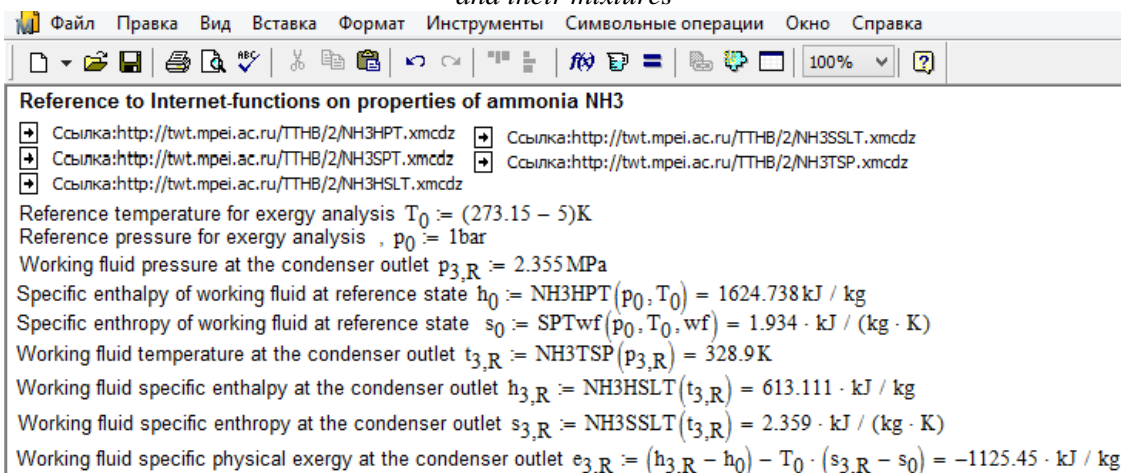 and their mixtures
Файл Правка Вид Вставка Формат Инструменты Символьные операции Окно Справка
ABC f(x) = 100% ?
Reference to Internet-functions on properties of ammonia NH3
Ссылка:http://twt.mpei.ac.ru/TTHB/2/NH3HPT.xmcdz Ссылка:http://twt.mpei.ac.ru/TTHB/2/NH3SSLT.xmcdz
Ссылка:http://twt.mpei.ac.ru/TTHB/2/NH3SPT.xmcdz Ссылка:http://twt.mpei.ac.ru/TTHB/2/NH3TSP.xmcdz
Ссылка:http://twt.mpei.ac.ru/TTHB/2/NH3HSLT.xmcdz
Reference temperature for exergy analysis T0 := (273.15 − 5)K
Reference pressure for exergy analysis , p0 := 1bar
Working fluid pressure at the condenser outlet p3,R := 2.355MPa
Specific enthalpy of working fluid at reference state h0 := NH3HPT(p0, T0) = 1624.738kJ / kg
Specific enthropy of working fluid at reference state s0 := SPTwf(p0, T0, wf) = 1.934 · kJ / (kg · K)
Working fluid temperature at the condenser outlet t3,R := NH3TSP(p3,R) = 328.9K
Working fluid specific enthalpy at the condenser outlet h3,R := NH3HSLT(t3,R) = 613.111 · kJ / kg
Working fluid specific enthropy at the condenser outlet s3,R := NH3SSLT(t3,R) = 2.359 · kJ / (kg · K)
Working fluid specific physical exergy at the condenser outlet e3,R := (h3,R − h0) − T0 · (s3,R − s0) = −1125.45 · kJ / kg